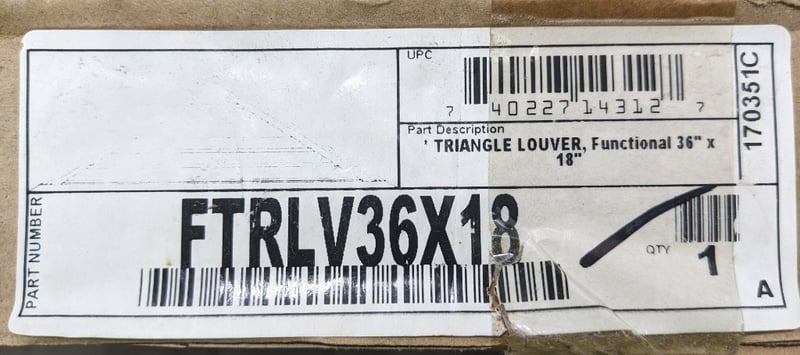 UPC
7 40227 14312 7
170351C
Part Description
' TRIANGLE LOUVER, Functional 36" x
18"
PART NUMBER
FTRLV36X18
QTY
1
A